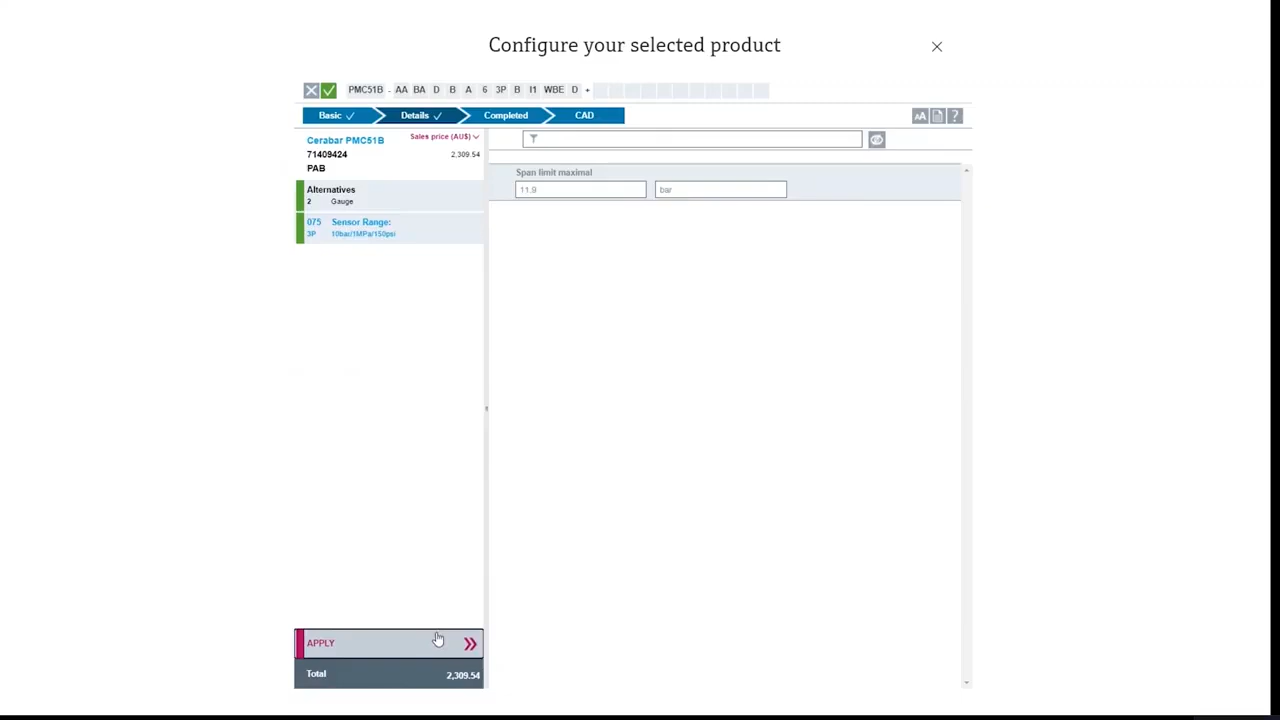 Configure your selected product
PMC51B - AA BA D B A 6 3P B I1 WBE D +
Basic Details Completed CAD
AA ?
Cerabar PMC51B Sales price (AU$)
71409424 2,309.54
PAB
Alternatives
2 Gauge
075 Sensor Range:
3P 10bar/1MPa/150psi
Span limit maximal
11.9 bar
APPLY
Total 2,309.54